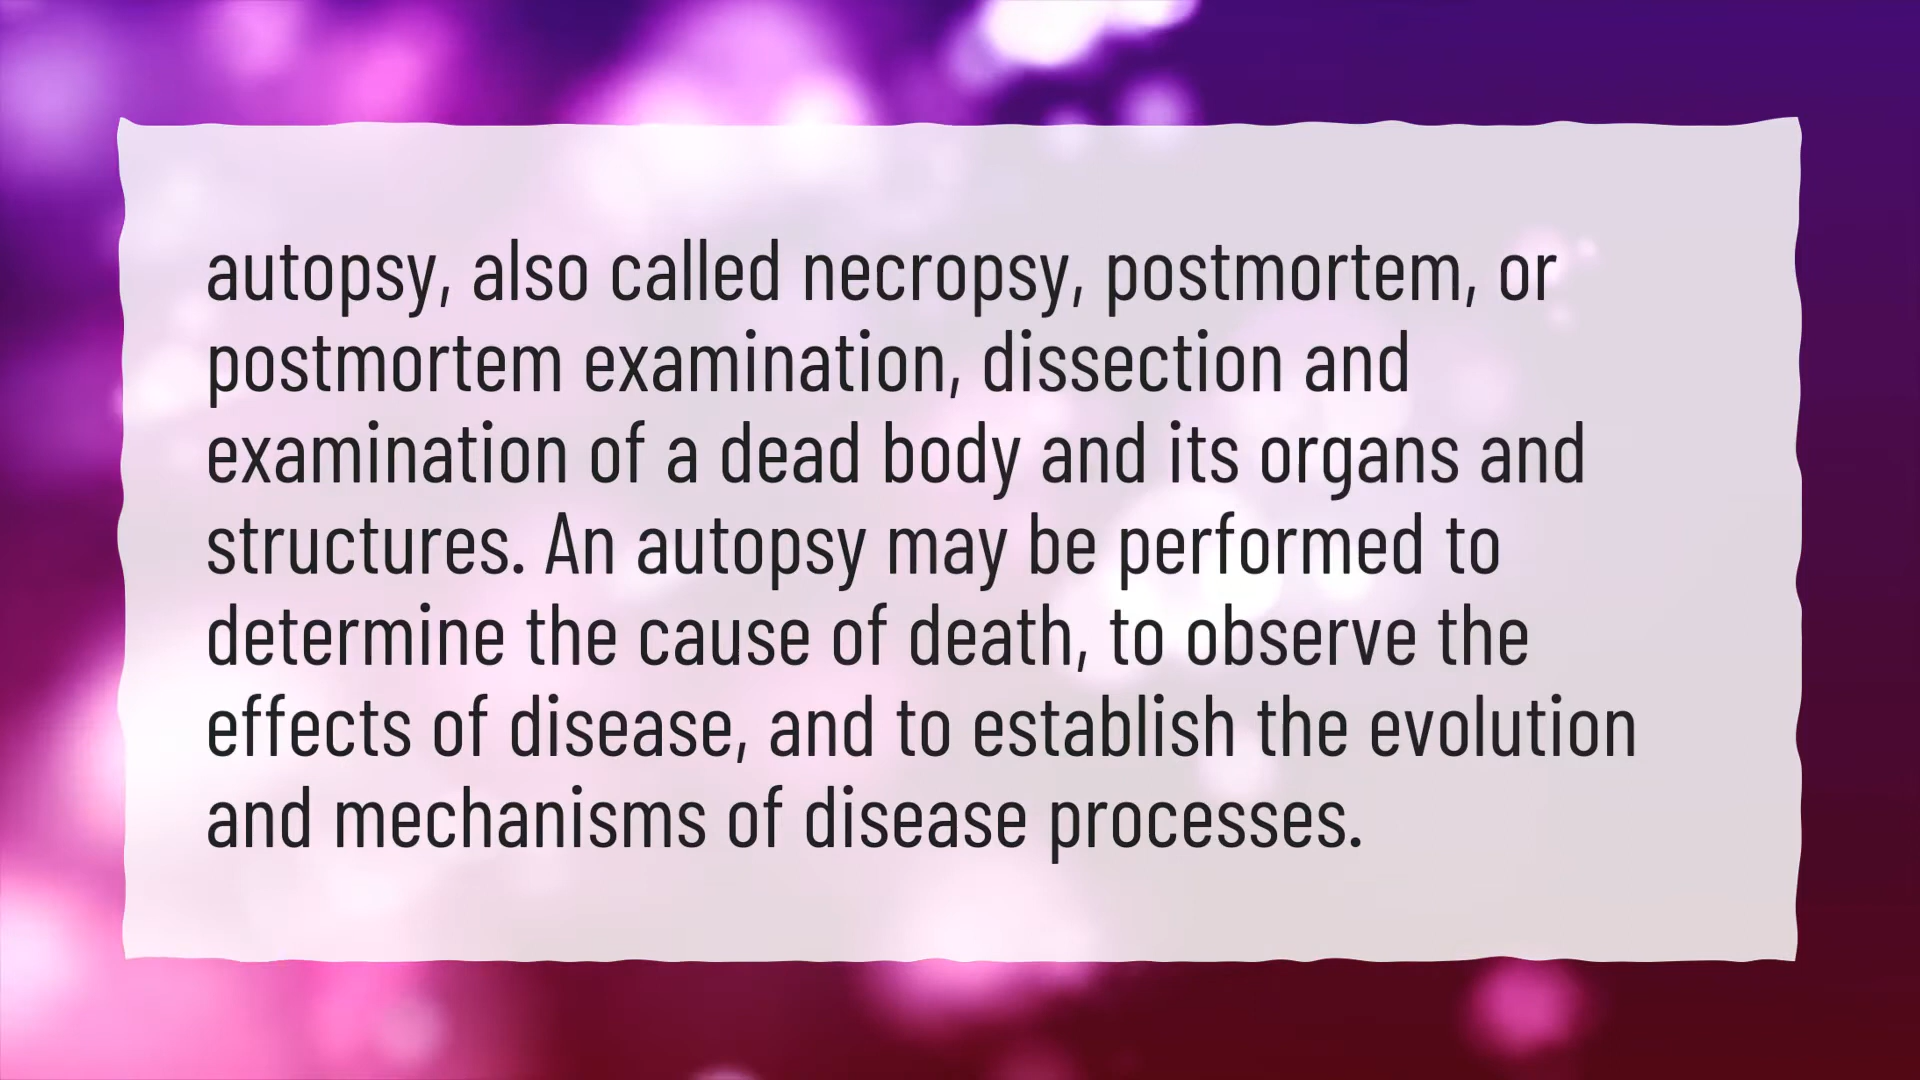 autopsy, also called necropsy, postmortem, or
postmortem examination, dissection and
examination of a dead body and its organs and
structures. An autopsy may be performed to
determine the cause of death, to observe the
effects of disease, and to establish the evolution
and mechanisms of disease processes.